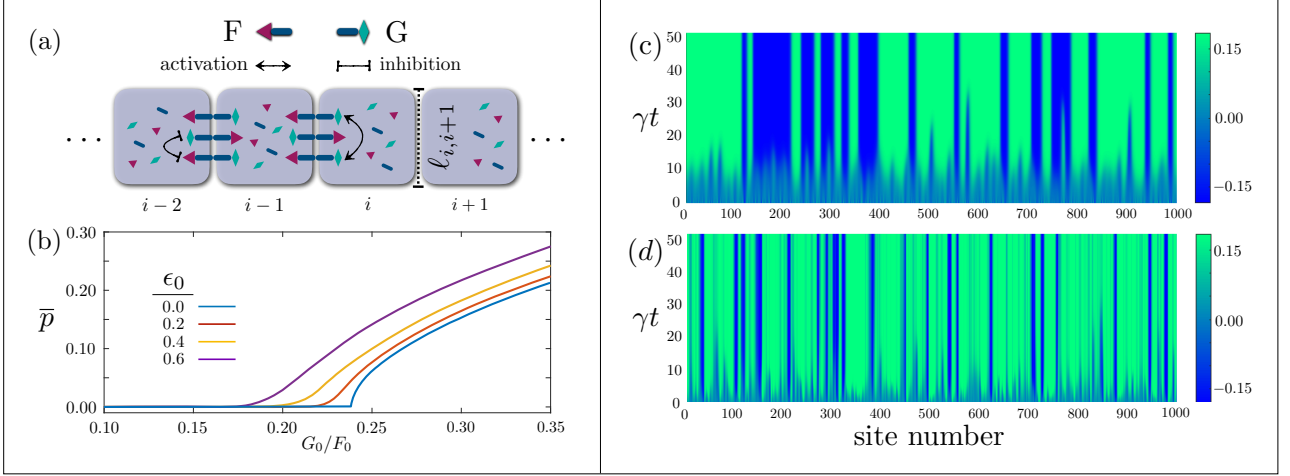 (a)
F
G
activation
inhibition
...
ℓi,i+1
...
i − 2
i − 1
i
i + 1
(b)
p̅
0.30
0.20
0.10
0.00
ϵ0
0.0
0.2
0.4
0.6
0.10
0.15
0.20
0.25
0.30
0.35
G0/F0
(c)
γt
50
40
30
20
10
0
0 100 200 300 400 500 600 700 800 900 1000
0.15
0.00
−0.15
(d)
γt
50
40
30
20
10
0
0 100 200 300 400 500 600 700 800 900 1000
0.15
0.00
−0.15
site number